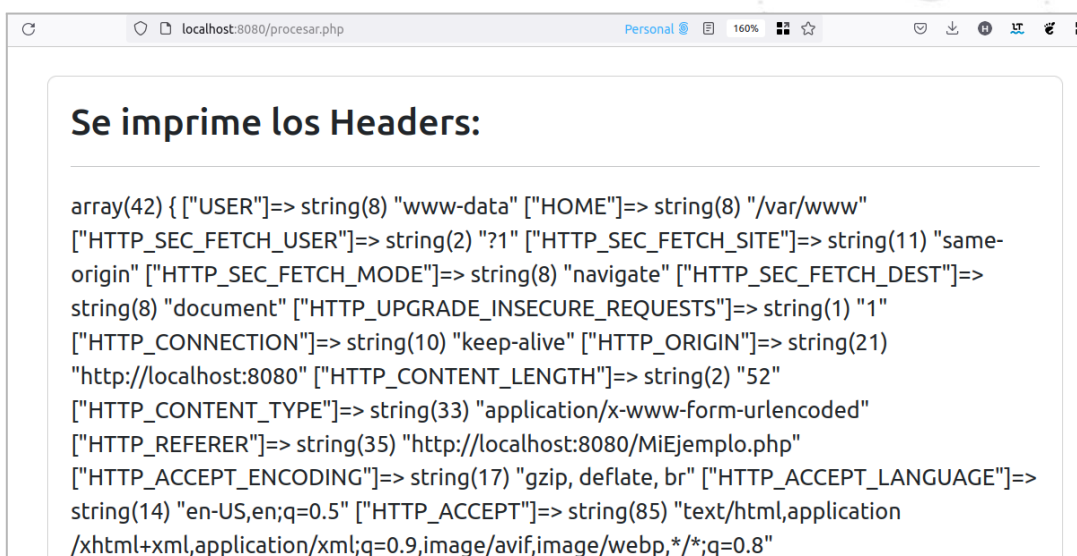 localhost:8080/procesar.php
Personal
160%
Se imprime los Headers:
array(42) { ["USER"]=> string(8) "www-data" ["HOME"]=> string(8) "/var/www"
["HTTP_SEC_FETCH_USER"]=> string(2) "?1" ["HTTP_SEC_FETCH_SITE"]=> string(11) "same-
origin" ["HTTP_SEC_FETCH_MODE"]=> string(8) "navigate" ["HTTP_SEC_FETCH_DEST"]=>
string(8) "document" ["HTTP_UPGRADE_INSECURE_REQUESTS"]=> string(1) "1"
["HTTP_CONNECTION"]=> string(10) "keep-alive" ["HTTP_ORIGIN"]=> string(21)
"http://localhost:8080" ["HTTP_CONTENT_LENGTH"]=> string(2) "52"
["HTTP_CONTENT_TYPE"]=> string(33) "application/x-www-form-urlencoded"
["HTTP_REFERER"]=> string(35) "http://localhost:8080/MiEjemplo.php"
["HTTP_ACCEPT_ENCODING"]=> string(17) "gzip, deflate, br" ["HTTP_ACCEPT_LANGUAGE"]=>
string(14) "en-US,en;q=0.5" ["HTTP_ACCEPT"]=> string(85) "text/html,application
/xhtml+xml,application/xml;q=0.9,image/avif,image/webp,*/*;q=0.8"